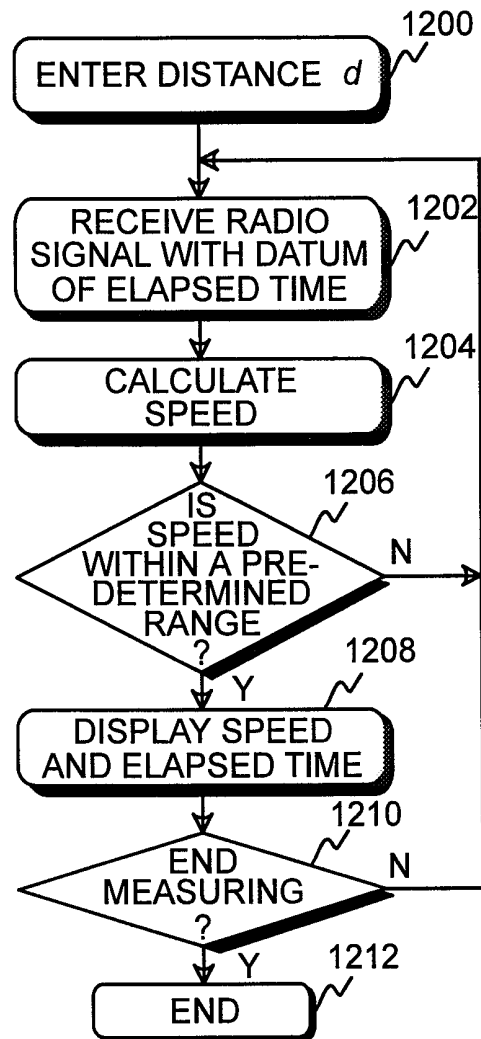 1200
ENTER DISTANCE d
1202
RECEIVE RADIO
SIGNAL WITH DATUM
OF ELAPSED TIME
1204
CALCULATE
SPEED
1206
IS
SPEED
WITHIN A PRE-
DETERMINED
RANGE
?
N
Y
1208
DISPLAY SPEED
AND ELAPSED TIME
1210
END
MEASURING
?
N
Y
1212
END